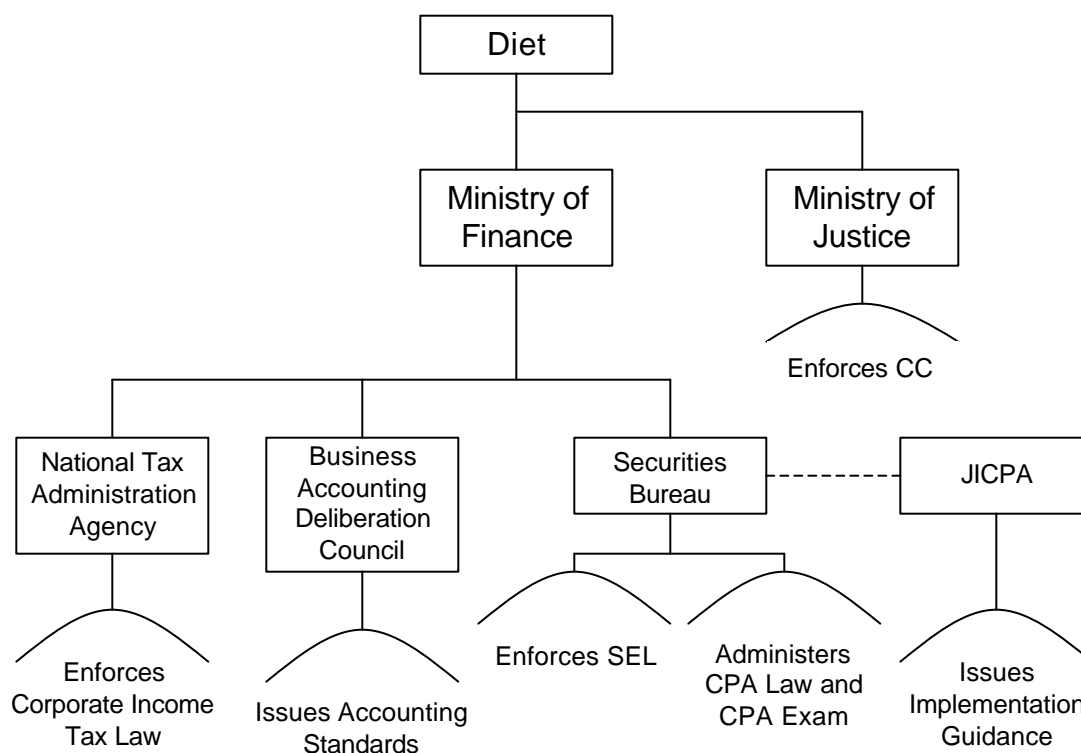 Diet
Ministry of
Finance
Ministry of
Justice
Enforces CC
National Tax
Administration
Agency
Business
Accounting
Deliberation
Council
Securities
Bureau
JICPA
Enforces
Corporate Income
Tax Law
Issues Accounting
Standards
Enforces SEL
Administers
CPA Law and
CPA Exam
Issues
Implementation
Guidance